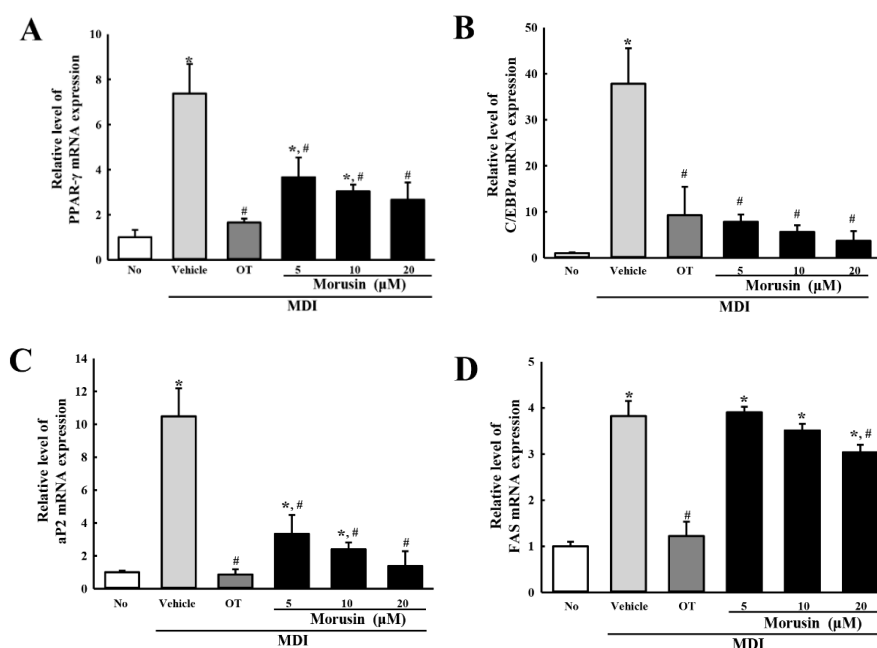 A
Relative level of
PPAR-γ mRNA expression
10
8
6
4
2
0
*
#
*, #
*, #
#
No Vehicle OT 5 10 20
Morusin (µM)
MDI
B
Relative level of
C/EBPα mRNA expression
50
40
30
20
10
0
*
#
#
#
#
No Vehicle OT 5 10 20
Morusin (µM)
MDI
C
Relative level of
aP2 mRNA expression
14
12
10
8
6
4
2
0
*
#
*, #
*, #
#
No Vehicle OT 5 10 20
Morusin (µM)
MDI
D
Relative level of
FAS mRNA expression
5
4
3
2
1
0
*
#
*
*
*, #
No Vehicle OT 5 10 20
Morusin (µM)
MDI